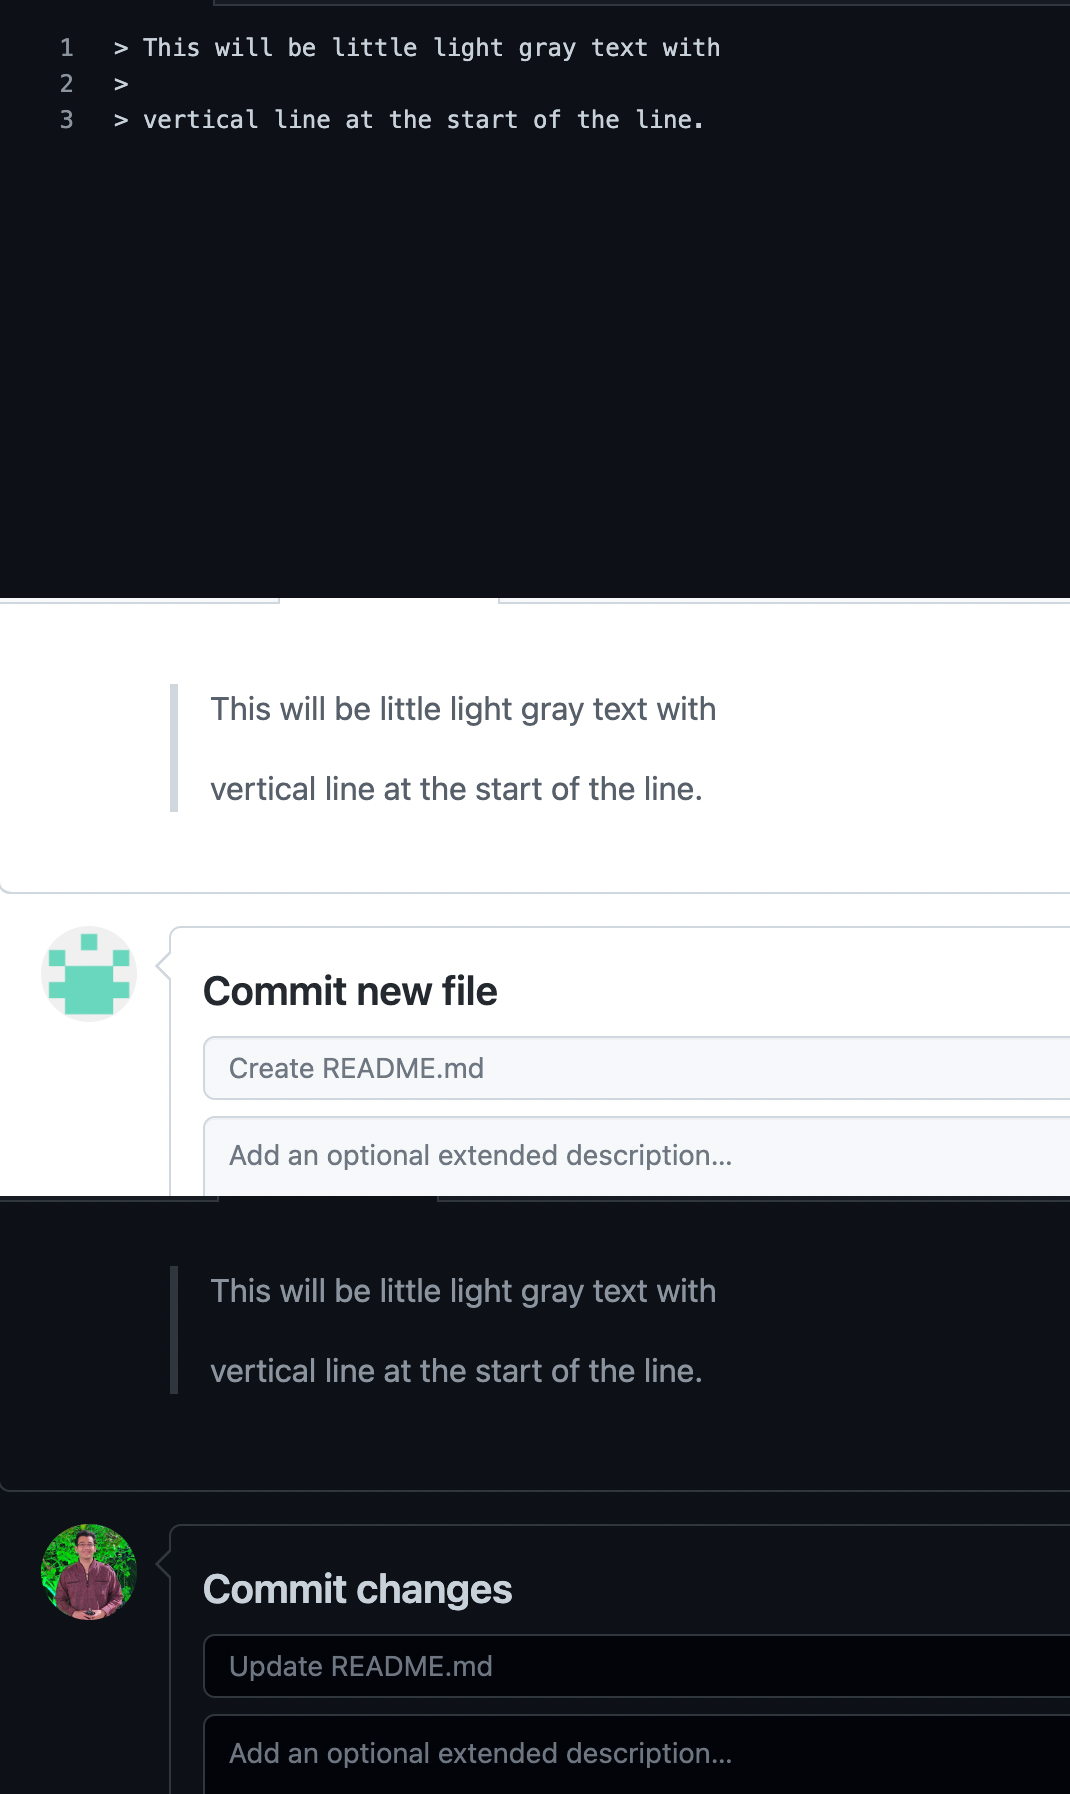 1 > This will be little light gray text with
2 >
3 > vertical line at the start of the line.
This will be little light gray text with
vertical line at the start of the line.
Commit new file
Create README.md
Add an optional extended description...
This will be little light gray text with
vertical line at the start of the line.
Commit changes
Update README.md
Add an optional extended description...